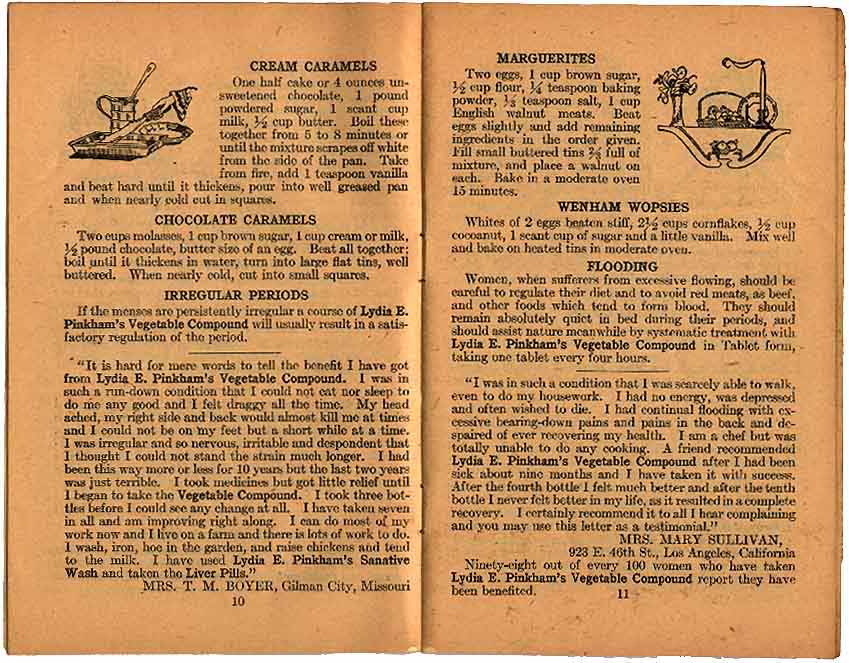 CREAM CARAMELS
One half cake or 4 ounces un-
sweetened chocolate, 1 pound
powdered sugar, 1 scant cup
milk, ½ cup butter. Boil these
together from 5 to 8 minutes or
until the mixture scrapes off white
from the side of the pan. Take
from fire, add 1 teaspoon vanilla
and beat hard until it thickens, pour into well greased pan
and when nearly cold cut in squares.
CHOCOLATE CARAMELS
Two cups molasses, 1 cup brown sugar, 1 cup cream or milk,
½ pound chocolate, butter size of an egg. Beat all together;
boil until it thickens in water, turn into large flat tins, well
buttered. When nearly cold, cut into small squares.
IRREGULAR PERIODS
If the menses are persistently irregular a course of Lydia E.
Pinkham's Vegetable Compound will usually result in a satis-
factory regulation of the period.
"It is hard for mere words to tell the benefit I have got
from Lydia E. Pinkham's Vegetable Compound. I was in
such a run-down condition that I could not eat nor sleep to
do me any good and I felt draggy all the time. My head
ached, my right side and back would almost kill me at times
and I could not be on my feet but a short while at a time.
I was irregular and so nervous, irritable and despondent that
I thought I could not stand the strain much longer. I had
been this way more or less for 10 years but the last two years
was just terrible. I took medicines but got little relief until
I began to take the Vegetable Compound. I took three bot-
tles before I could see any change at all. I have taken seven
in all and am improving right along. I can do most of my
work now and I live on a farm and there is lots of work to do.
I wash, iron, hoe in the garden, and raise chickens and tend
to the milk. I have used Lydia E. Pinkham's Sanative
Wash and taken the Liver Pills."
MRS. T. M. BOYER, Gilman City, Missouri
10
MARGUERITES
Two eggs, 1 cup brown sugar,
½ cup flour, ¼ teaspoon baking
powder, ⅛ teaspoon salt, 1 cup
English walnut meats. Beat
eggs slightly and add remaining
ingredients in the order given.
Fill small buttered tins ⅔ full of
mixture, and place a walnut on
each. Bake in a moderate oven
15 minutes.
WENHAM WOPSIES
Whites of 2 eggs beaten stiff, 2½ cups cornflakes, ½ cup
cocoanut, 1 scant cup of sugar and a little vanilla. Mix well
and bake on heated tins in moderate oven.
FLOODING
Women, when sufferers from excessive flowing, should be
careful to regulate their diet and to avoid red meats, as beef,
and other foods which tend to form blood. They should
remain absolutely quiet in bed during their periods, and
should assist nature meanwhile by systematic treatment with
Lydia E. Pinkham's Vegetable Compound in Tablet form,
taking one tablet every four hours.
"I was in such a condition that I was scarcely able to walk,
even to do my housework. I had no energy, was depressed
and often wished to die. I had continual flooding with ex-
cessive bearing-down pains and pains in the back and de-
spaired of ever recovering my health. I am a chef but was
totally unable to do any cooking. A friend recommended
Lydia E. Pinkham's Vegetable Compound after I had been
sick about nine months and I have taken it with success.
After the fourth bottle I felt much better and after the tenth
bottle I never felt better in my life, as it resulted in a complete
recovery. I certainly recommend it to all I hear complaining
and you may use this letter as a testimonial."
MRS. MARY SULLIVAN,
923 E. 46th St., Los Angeles, California
Ninety-eight out of every 100 women who have taken
Lydia E. Pinkham's Vegetable Compound report they have
been benefited.
11